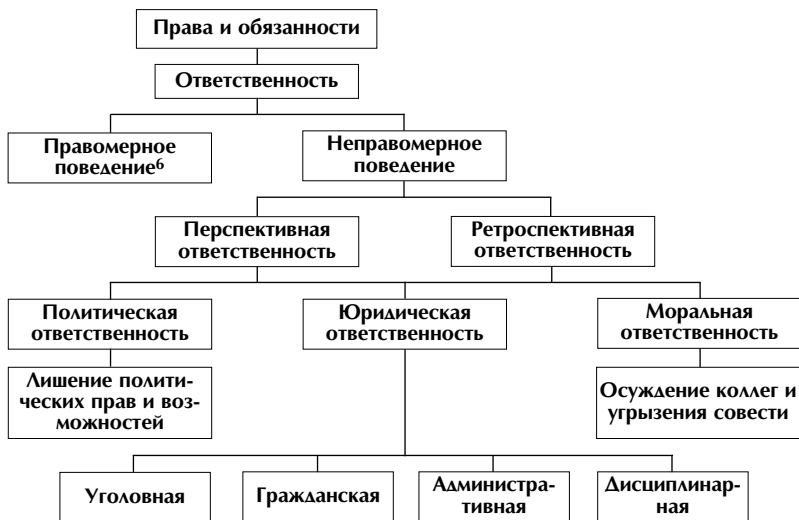 Права и обязанности
Ответственность
Правомерное
поведение⁶
Неправомерное
поведение
Перспективная
ответственность
Ретроспективная
ответственность
Политическая
ответственность
Юридическая
ответственность
Моральная
ответственность
Лишение полити-
ческих прав и воз-
можностей
Осуждение коллег и
угрызения совести
Уголовная
Гражданская
Администра-
тивная
Дисциплинар-
ная